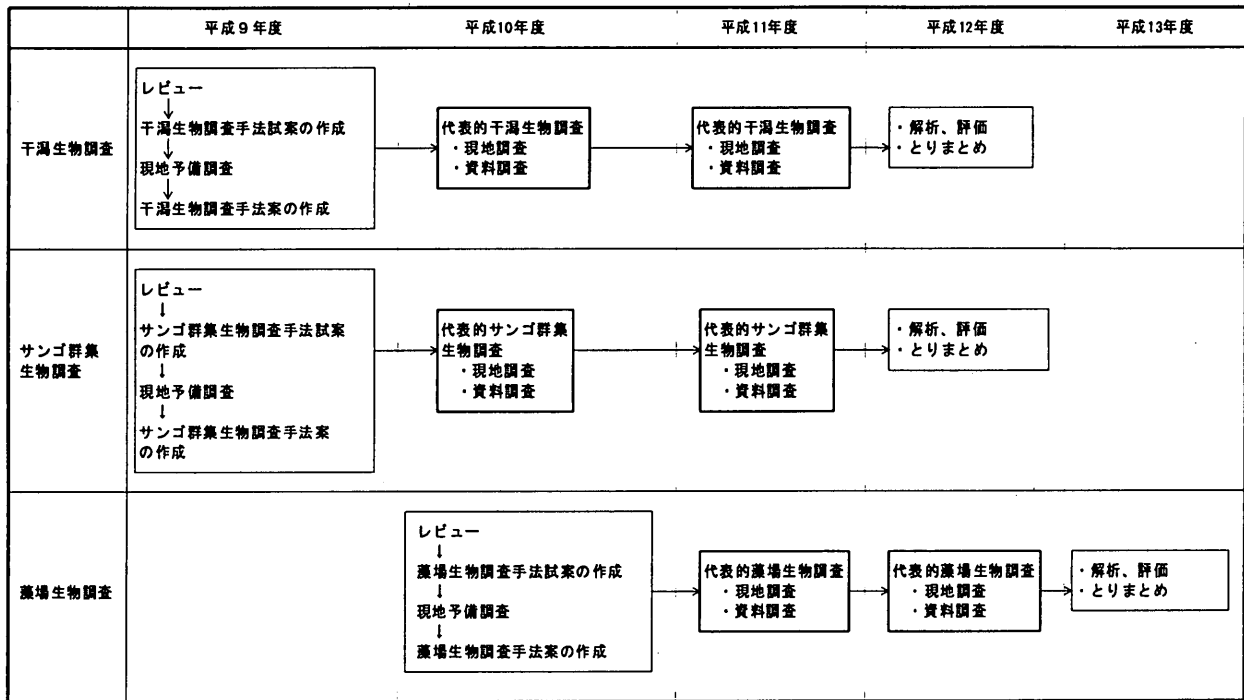 平成9年度
平成10年度
平成11年度
平成12年度
平成13年度
干潟生物調査
レビュー
↓
干潟生物調査手法試案の作成
↓
現地予備調査
↓
干潟生物調査手法案の作成
代表的干潟生物調査
・現地調査
・資料調査
代表的干潟生物調査
・現地調査
・資料調査
・解析、評価
・とりまとめ
サンゴ群集
生物調査
レビュー
↓
サンゴ群集生物調査手法試案
の作成
↓
現地予備調査
↓
サンゴ群集生物調査手法案
の作成
代表的サンゴ群集
生物調査
・現地調査
・資料調査
代表的サンゴ群集
生物調査
・現地調査
・資料調査
・解析、評価
・とりまとめ
藻場生物調査
レビュー
↓
藻場生物調査手法試案の作成
↓
現地予備調査
↓
藻場生物調査手法案の作成
代表的藻場生物調査
・現地調査
・資料調査
代表的藻場生物調査
・現地調査
・資料調査
・解析、評価
・とりまとめ